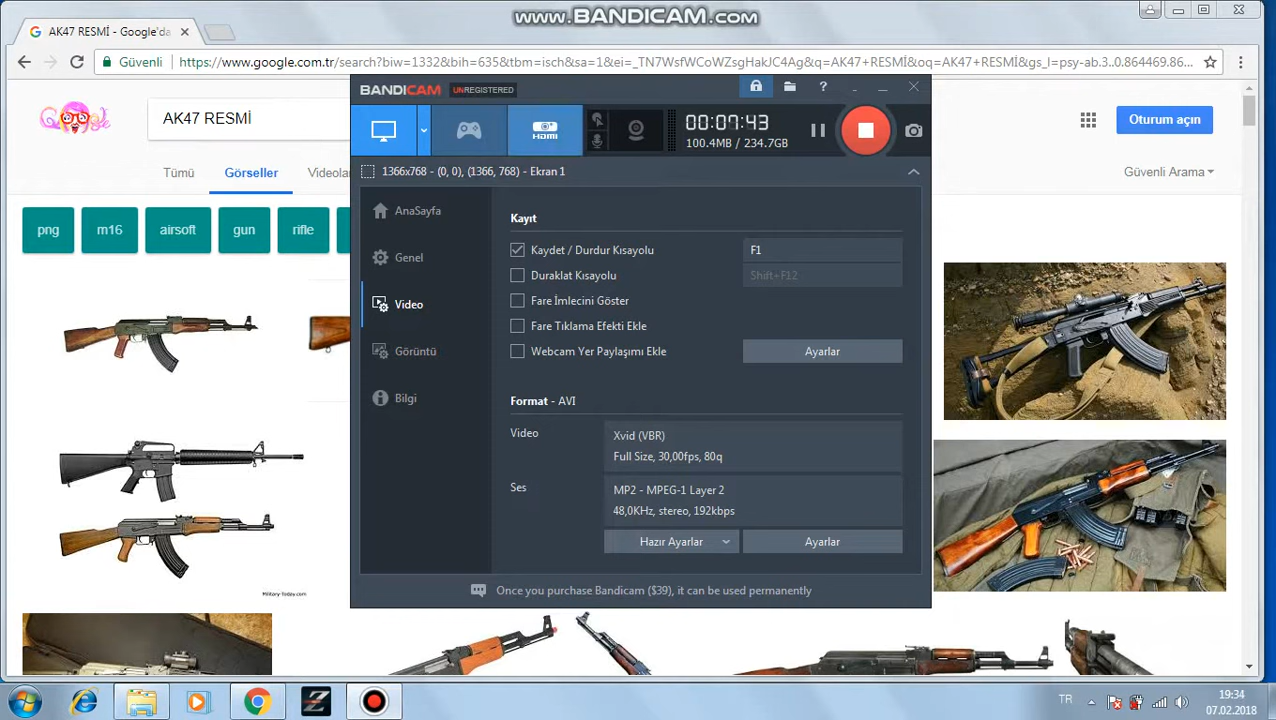 www.BANDICAM.com
AK47 RESMİ - Google'da
Güvenli
https://www.google.com.tr/search?biw=1332&bih=635&tbm=isch&sa=1&ei=_TN7WsfWCoWZsgHakJC4Ag&q=AK47+RESMİ&oq=AK47+RESMİ&gs_l=psy-ab.3..0.864469.86...
BANDICAM
UNREGISTERED
AK47 RESMİ
HDMI
00:07:43
100.4MB / 234.7GB
Oturum açın
Tümü
Görseller
Videola
1366x768 - (0, 0), (1366, 768) - Ekran 1
Güvenli Arama
png
m16
airsoft
gun
rifle
AnaSayfa
Genel
Video
Görüntü
Bilgi
Kayıt
Kaydet / Durdur Kısayolu
F1
Duraklat Kısayolu
Shift+F12
Fare İmlecini Göster
Fare Tıklama Efekti Ekle
Webcam Yer Paylaşımı Ekle
Ayarlar
Format - AVI
Video
Xvid (VBR)
Full Size, 30,00fps, 80q
Ses
MP2 - MPEG-1 Layer 2
48,0KHz, stereo, 192kbps
Hazır Ayarlar
Ayarlar
Military-Today.com
Once you purchase Bandicam ($39), it can be used permanently
TR
19:34
07.02.2018